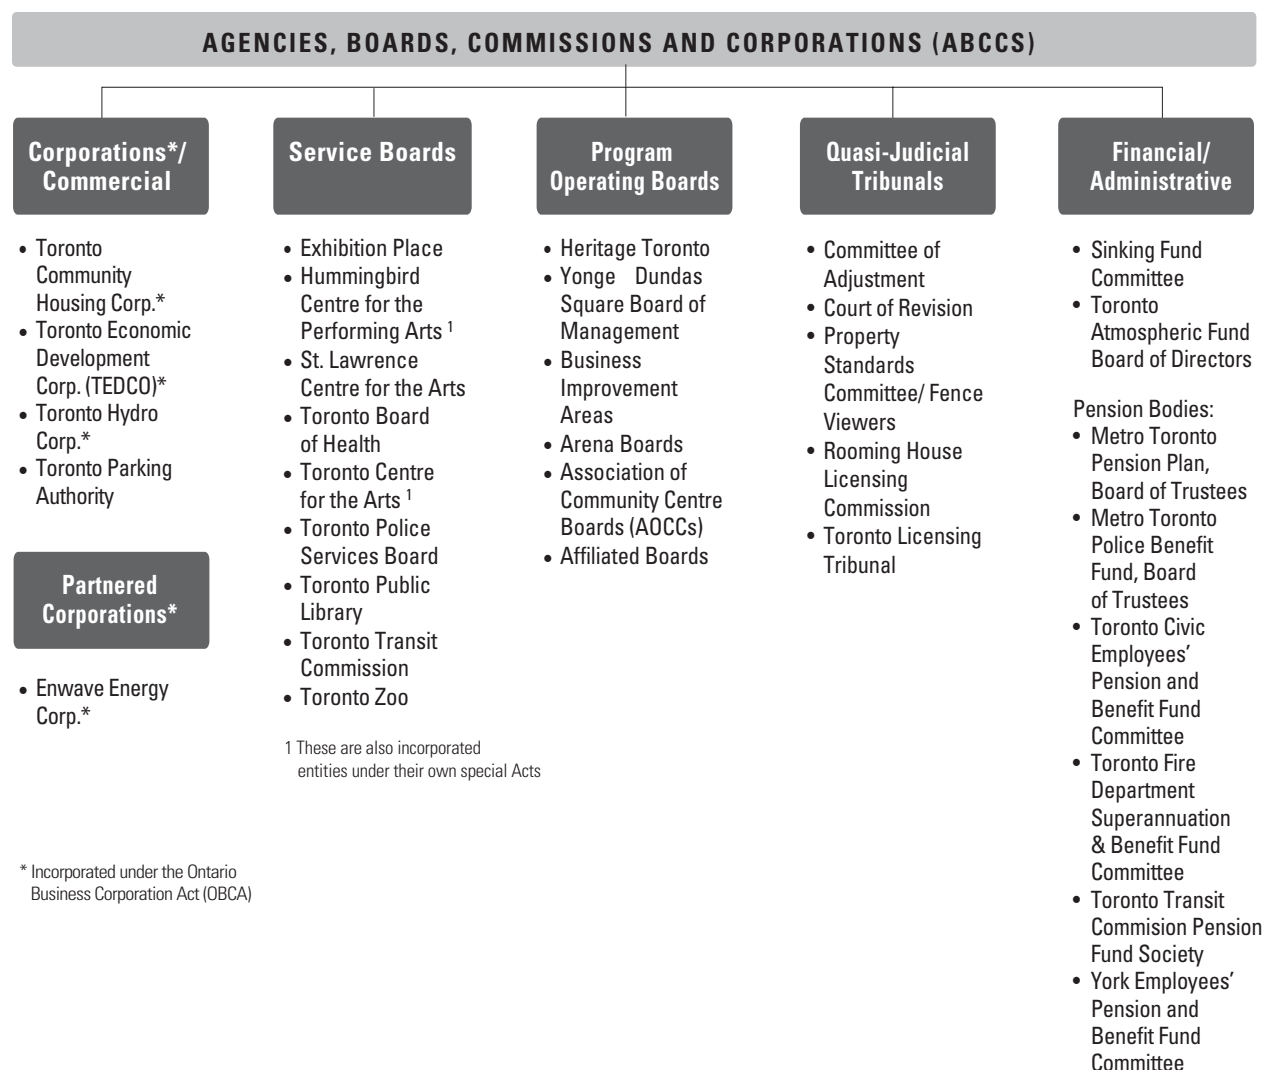 AGENCIES, BOARDS, COMMISSIONS AND CORPORATIONS (ABCCS)
Corporations*/
Commercial
• Toronto
Community
Housing Corp.*
• Toronto Economic
Development
Corp. (TEDCO)*
• Toronto Hydro
Corp.*
• Toronto Parking
Authority
Partnered
Corporations*
• Enwave Energy
Corp.*
* Incorporated under the Ontario
Business Corporation Act (OBCA)
Service Boards
• Exhibition Place
• Hummingbird
Centre for the
Performing Arts 1
• St. Lawrence
Centre for the Arts
• Toronto Board
of Health
• Toronto Centre
for the Arts 1
• Toronto Police
Services Board
• Toronto Public
Library
• Toronto Transit
Commission
• Toronto Zoo
1 These are also incorporated
entities under their own special Acts
Program
Operating Boards
• Heritage Toronto
• Yonge Dundas
Square Board of
Management
• Business
Improvement
Areas
• Arena Boards
• Association of
Community Centre
Boards (AOCCs)
• Affiliated Boards
Quasi-Judicial
Tribunals
• Committee of
Adjustment
• Court of Revision
• Property
Standards
Committee/ Fence
Viewers
• Rooming House
Licensing
Commission
• Toronto Licensing
Tribunal
Financial/
Administrative
• Sinking Fund
Committee
• Toronto
Atmospheric Fund
Board of Directors
Pension Bodies:
• Metro Toronto
Pension Plan,
Board of Trustees
• Metro Toronto
Police Benefit
Fund, Board
of Trustees
• Toronto Civic
Employees’
Pension and
Benefit Fund
Committee
• Toronto Fire
Department
Superannuation
& Benefit Fund
Committee
• Toronto Transit
Commision Pension
Fund Society
• York Employees’
Pension and
Benefit Fund
Committee